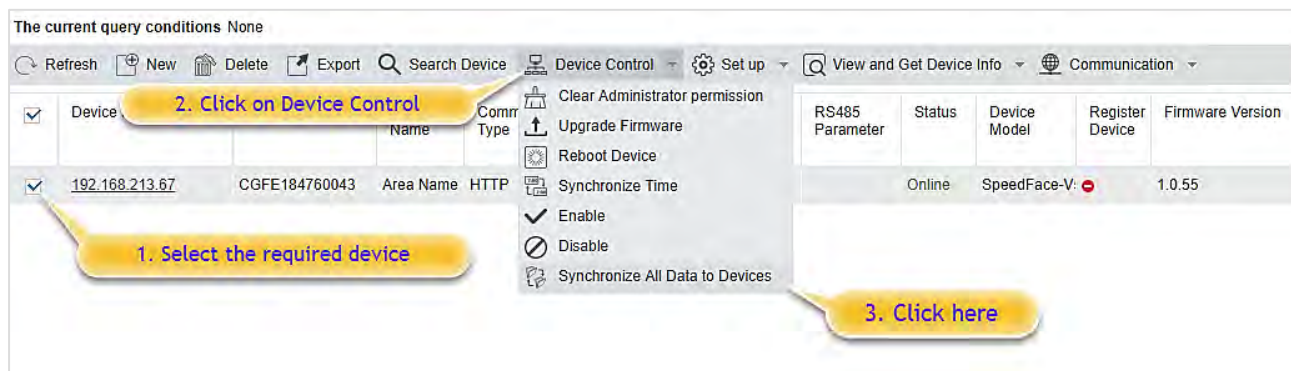 The current query conditions None
Refresh New Delete Export Search Device Device Control Set up View and Get Device Info Communication
2. Click on Device Control
Device
Name
Comm
Type
RS485
Parameter
Status
Device
Model
Register
Device
Firmware Version
Clear Administrator permission
Upgrade Firmware
Reboot Device
Synchronize Time
Enable
Disable
Synchronize All Data to Devices
192.168.213.67 CGFE184760043 Area Name HTTP Online SpeedFace-V: 1.0.55
1. Select the required device
3. Click here